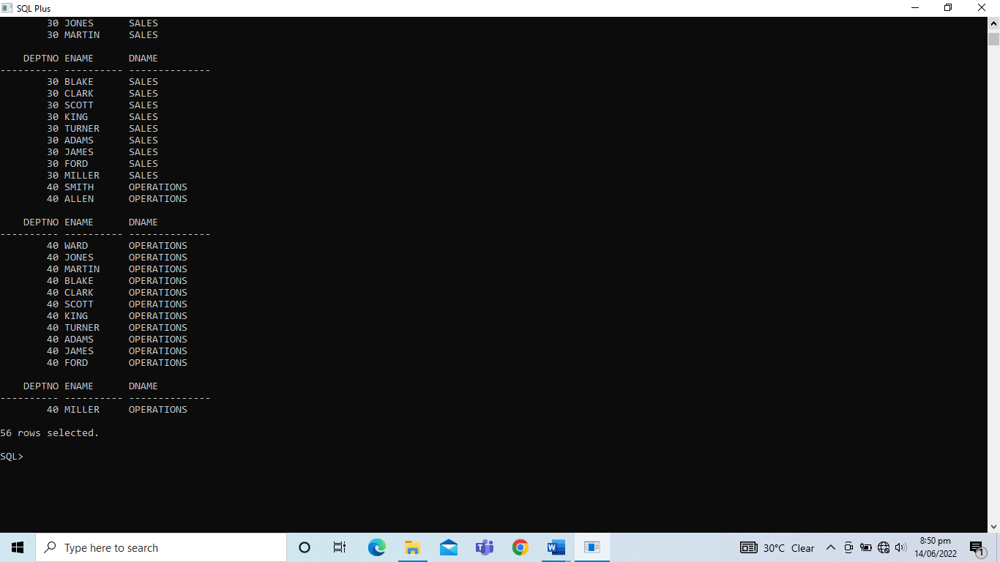 SQL Plus
30 JONES      SALES
30 MARTIN     SALES
DEPTNO ENAME      DNAME
---------- ---------- --------------
30 BLAKE      SALES
30 CLARK      SALES
30 SCOTT      SALES
30 KING       SALES
30 TURNER     SALES
30 ADAMS      SALES
30 JAMES      SALES
30 FORD       SALES
30 MILLER     SALES
40 SMITH      OPERATIONS
40 ALLEN      OPERATIONS
DEPTNO ENAME      DNAME
---------- ---------- --------------
40 WARD       OPERATIONS
40 JONES      OPERATIONS
40 MARTIN     OPERATIONS
40 BLAKE      OPERATIONS
40 CLARK      OPERATIONS
40 SCOTT      OPERATIONS
40 KING       OPERATIONS
40 TURNER     OPERATIONS
40 ADAMS      OPERATIONS
40 JAMES      OPERATIONS
40 FORD       OPERATIONS
DEPTNO ENAME      DNAME
---------- ---------- --------------
40 MILLER     OPERATIONS
56 rows selected.
SQL>
Type here to search
30°C Clear
8:50 pm
14/06/2022
1